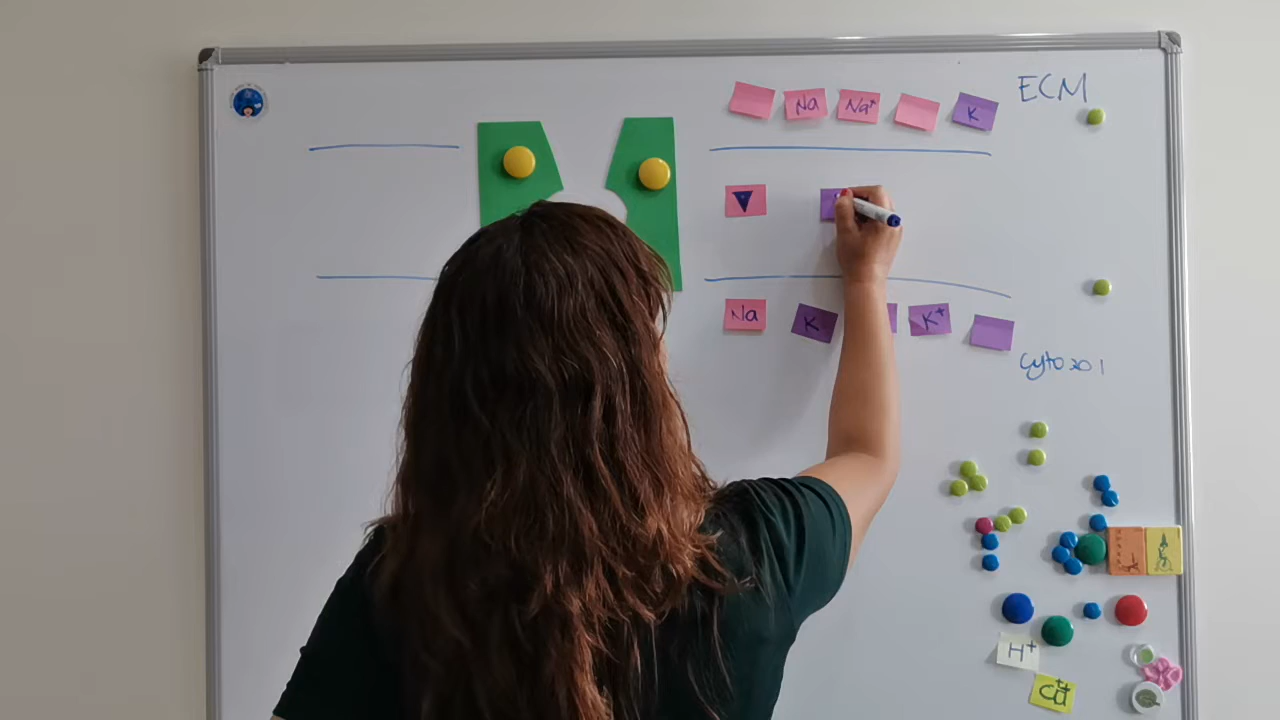 Na Na⁺ K ECM
Na K K⁺
Cytosol
H⁺
Ca⁺⁺